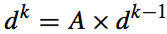 d^k = A × d^{k−1}